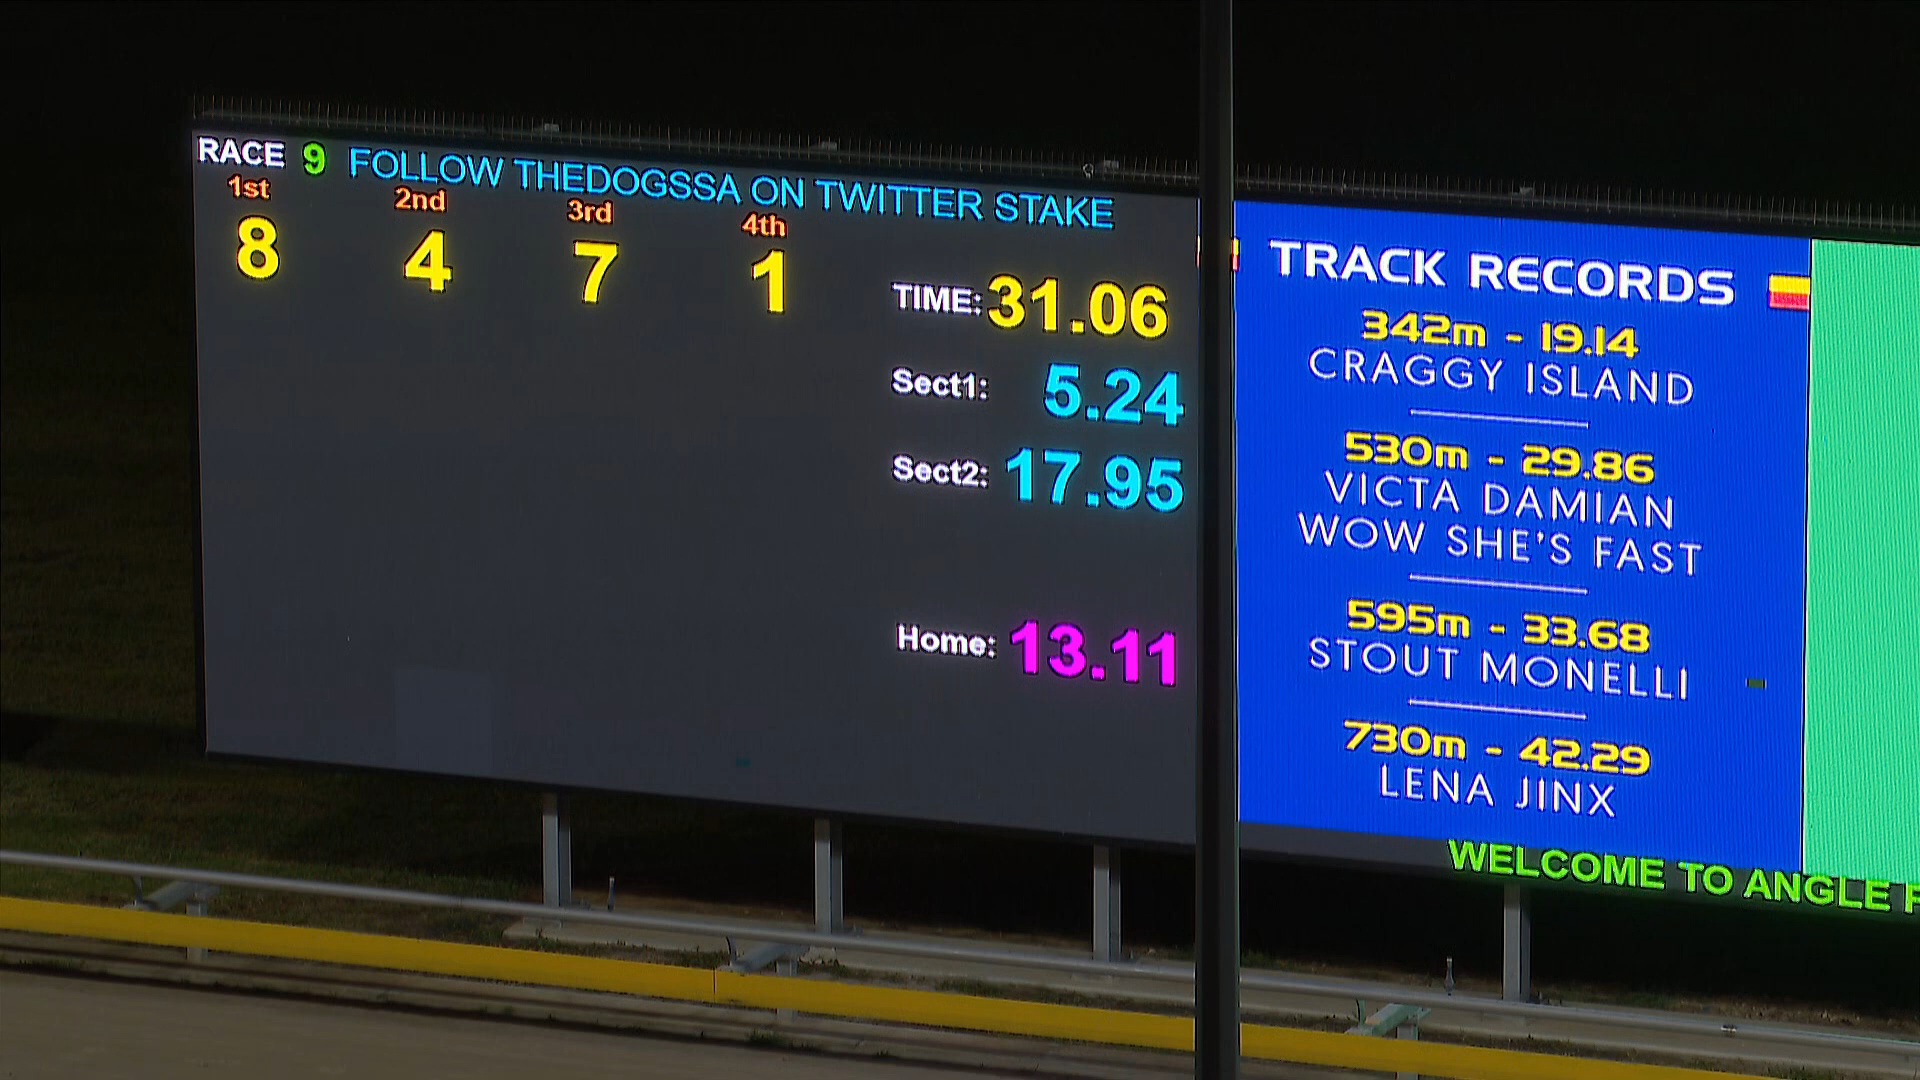 RACE 9 FOLLOW THEDOGSSA ON TWITTER STAKE
1st 2nd 3rd 4th
8 4 7 1
TIME: 31.06
Sect1: 5.24
Sect2: 17.95
Home: 13.11
TRACK RECORDS
342m - 19.14
CRAGGY ISLAND
530m - 29.86
VICTA DAMIAN
WOW SHE'S FAST
595m - 33.68
STOUT MONELLI
730m - 42.29
LENA JINX
WELCOME TO ANGLE